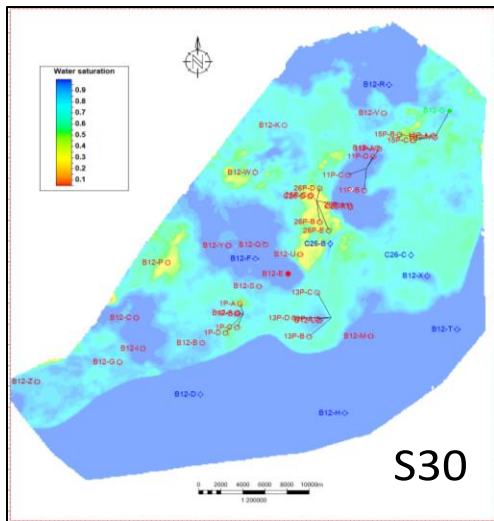 N
Water saturation
0.9
0.8
0.7
0.6
0.5
0.4
0.3
0.2
0.1
B12-R
B12-V
B12-K
15P-B
11P-C
B12-W
26P-D
26P-B
26P-E
C26-B
C26-C
B12-X
B12-Y
B12-Q
B12-F
B12-U
B12-P
B12-E
B12-S
13P-C
1P-A
13P-D
13P-B
B12-M
B12-T
B12-C
B12-B
B12-I
B12-G
B12-Z
B12-D
B12-H
0 2000 4000 6000 8000 10000m
1:200000
S30